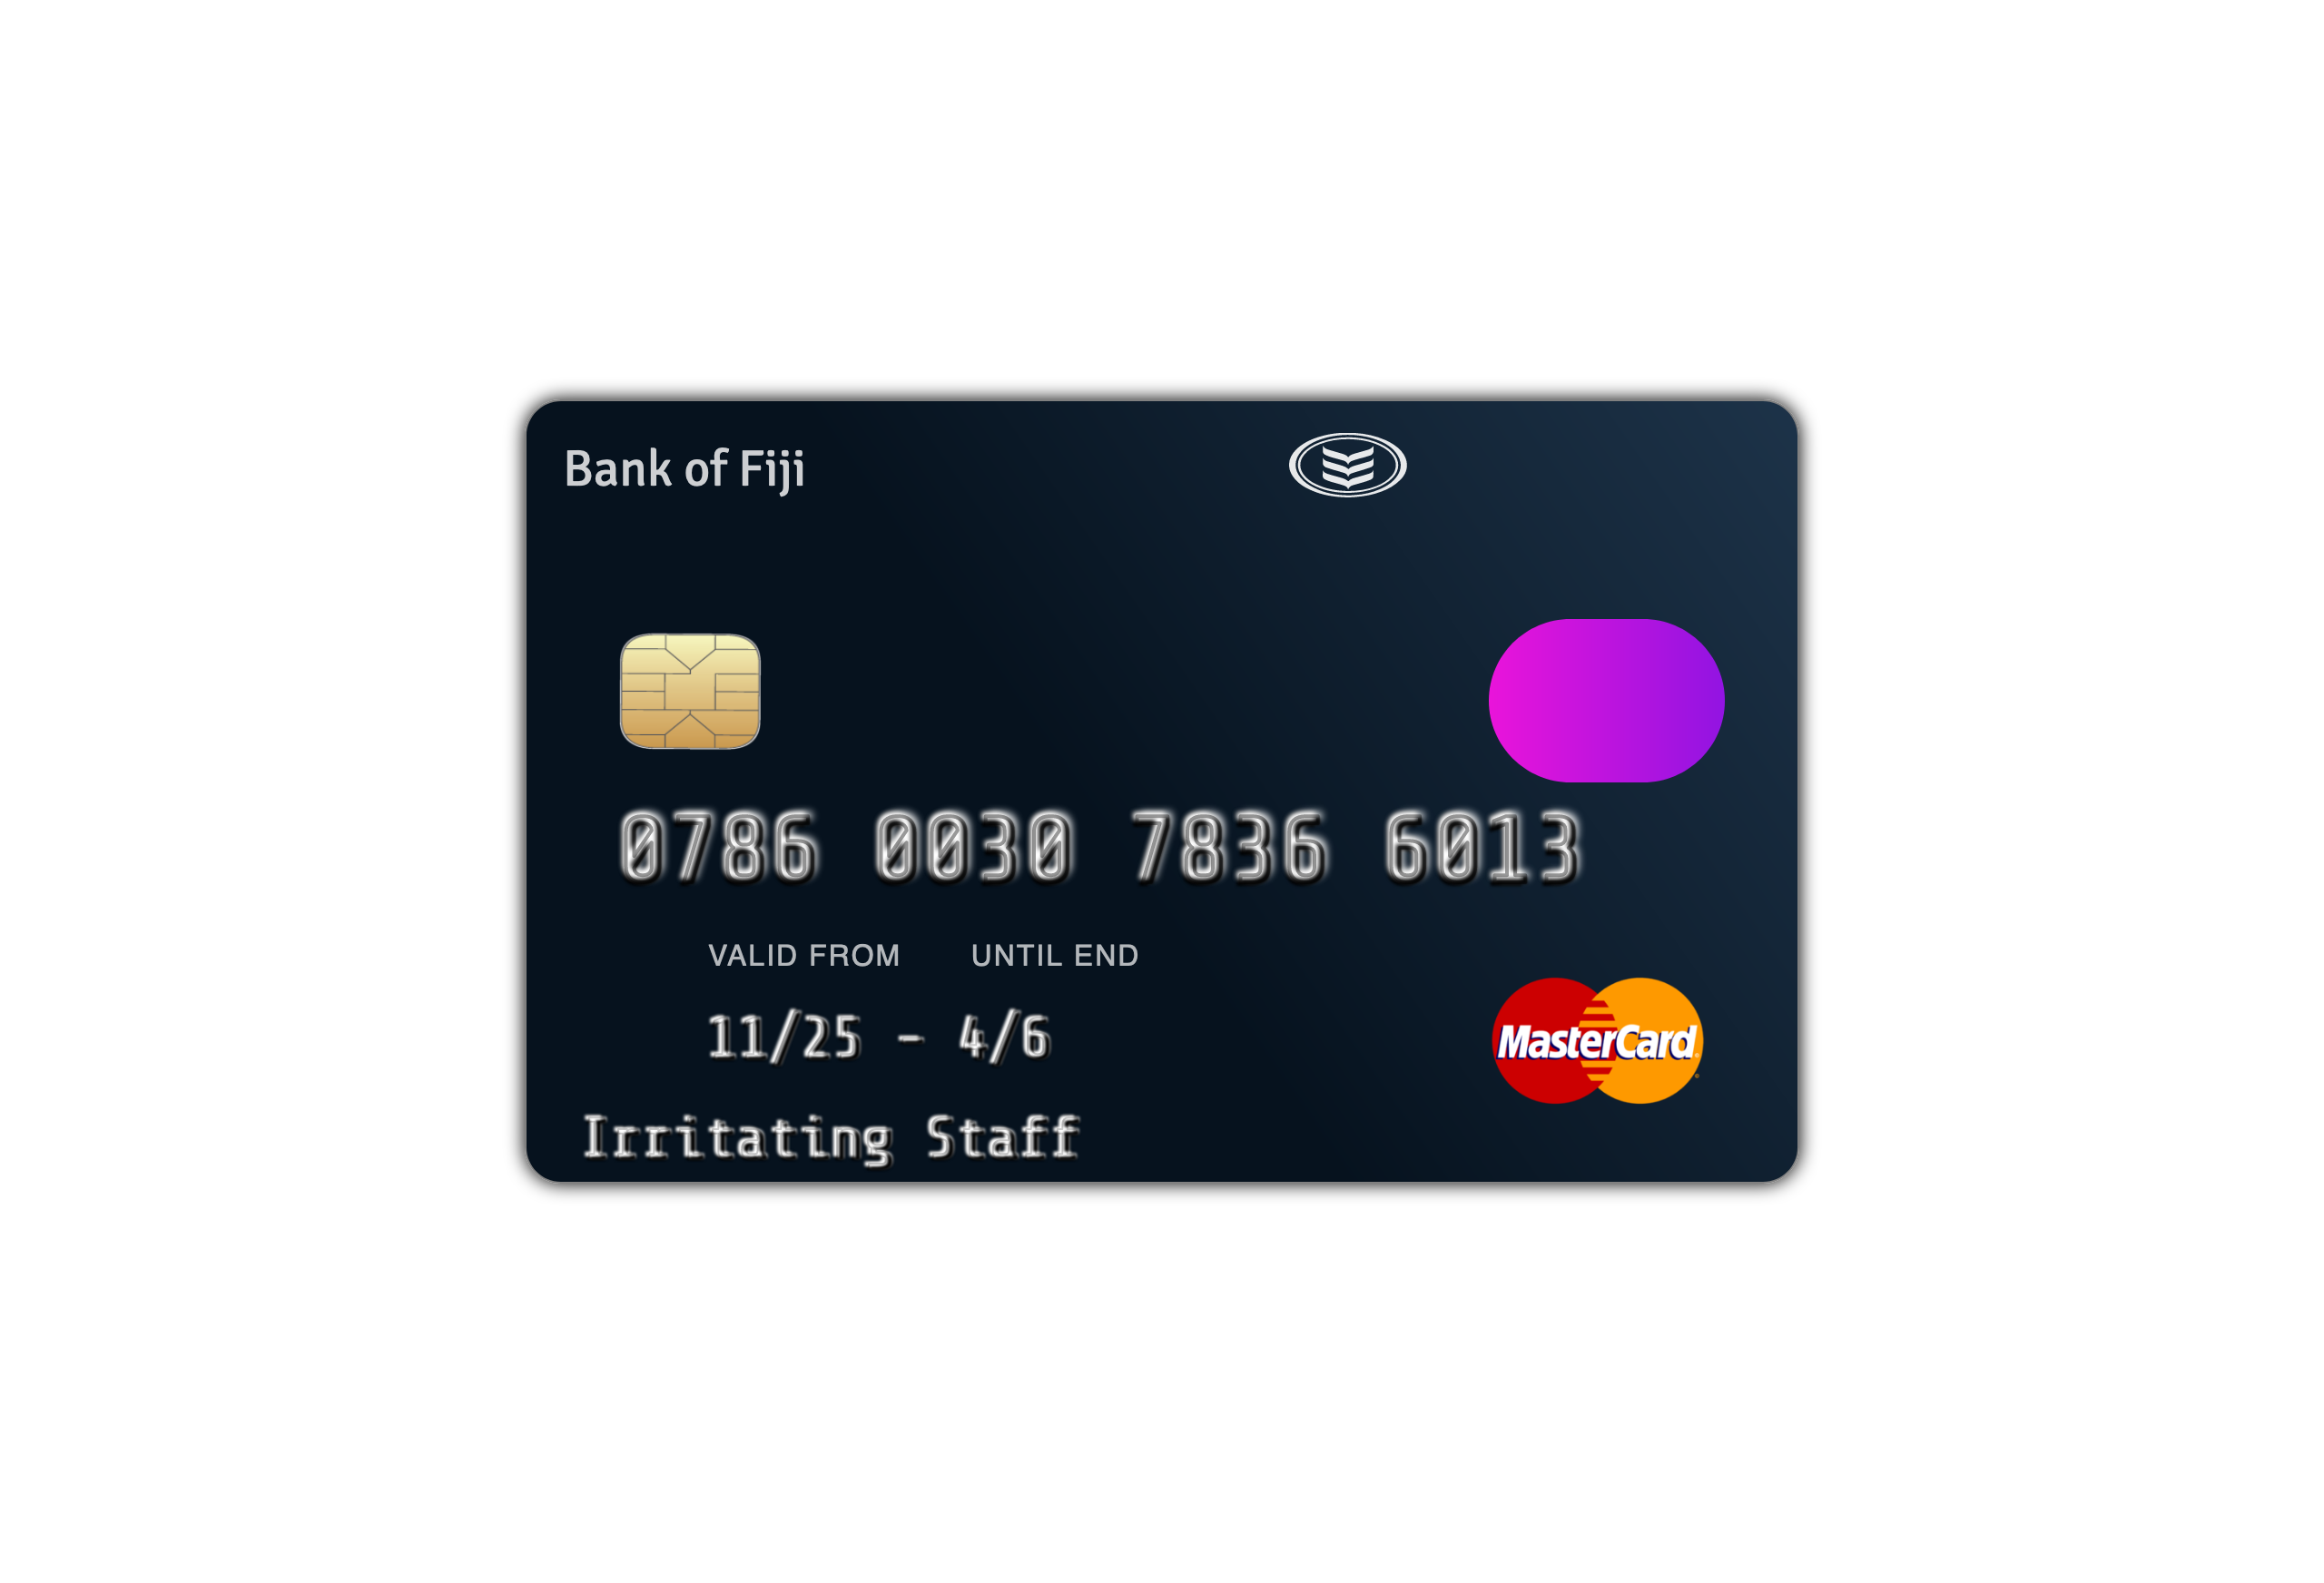 Bank of Fiji
0786 0030 7836 6013
VALID FROM UNTIL END
11/25 - 4/6
MasterCard
Irritating Staff